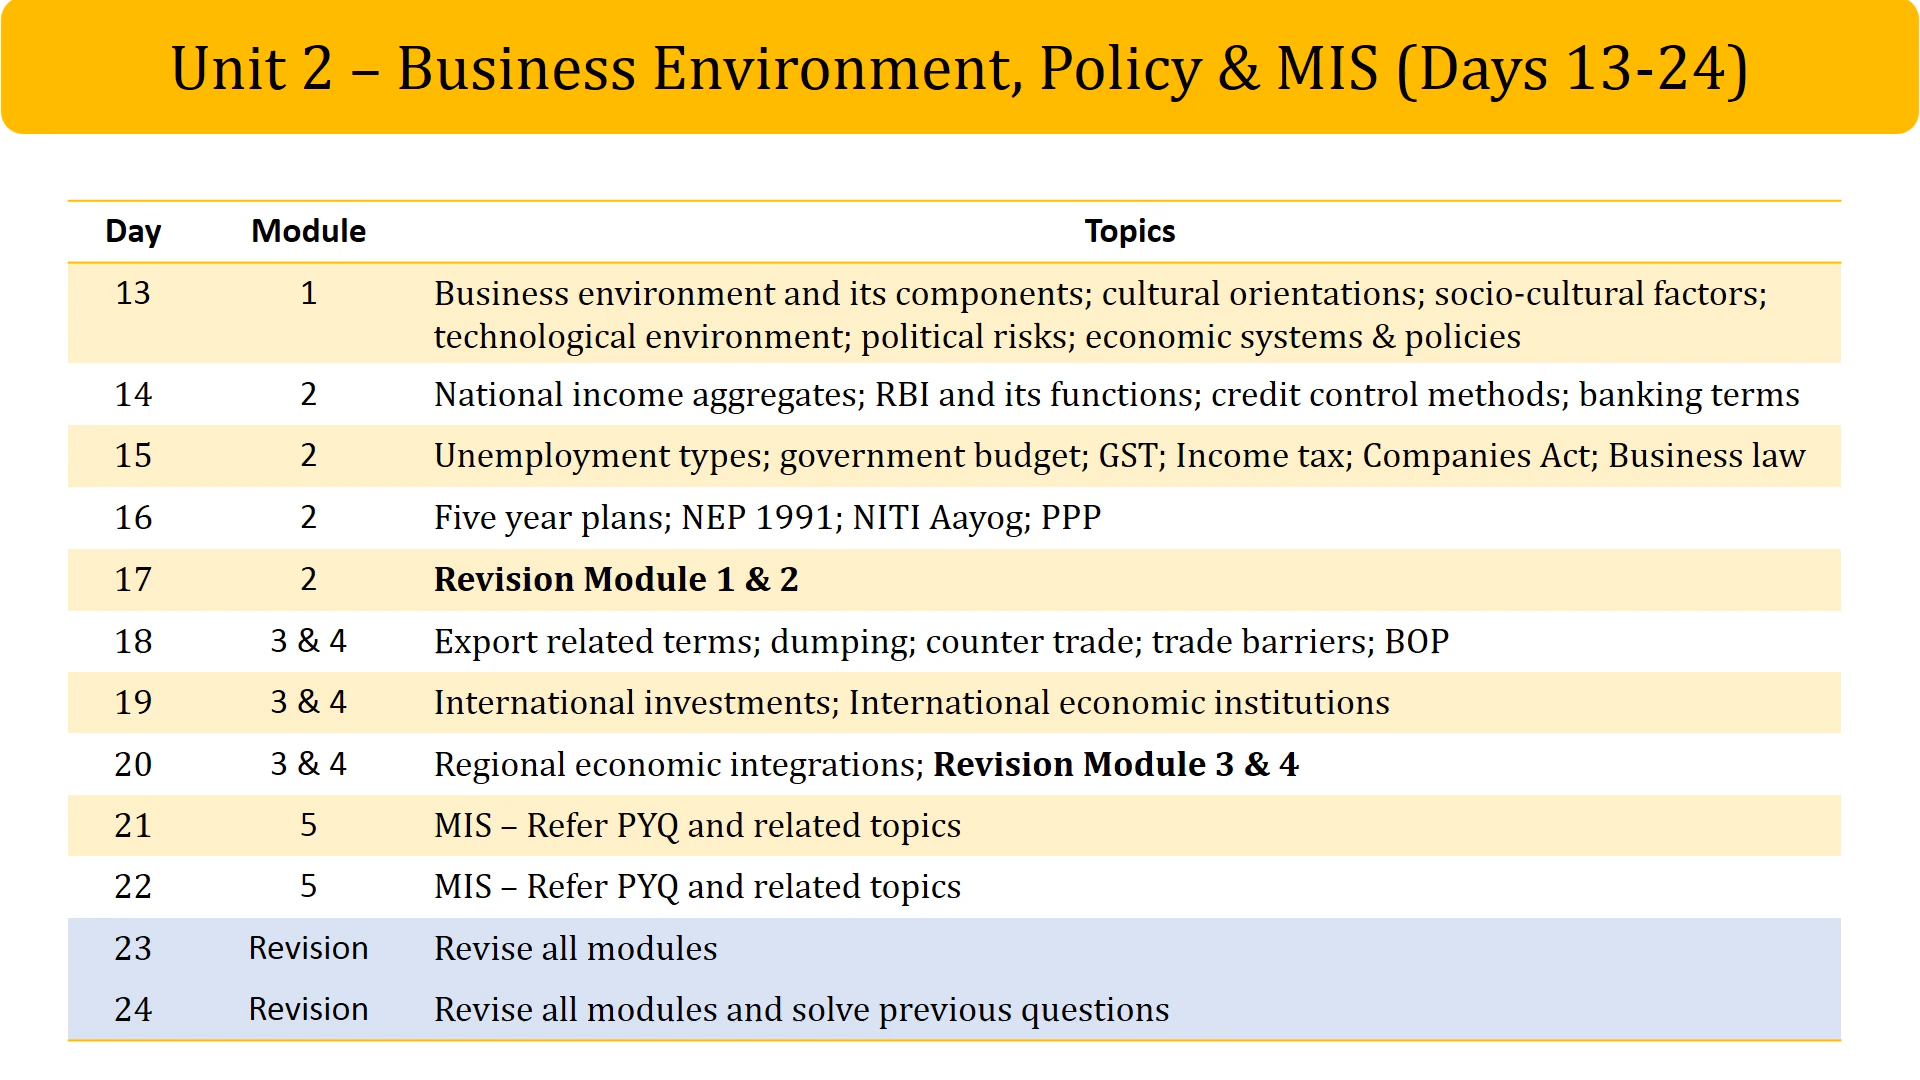 Unit 2 – Business Environment, Policy & MIS (Days 13-24)
Day Module Topics
13 1 Business environment and its components; cultural orientations; socio-cultural factors;
technological environment; political risks; economic systems & policies
14 2 National income aggregates; RBI and its functions; credit control methods; banking terms
15 2 Unemployment types; government budget; GST; Income tax; Companies Act; Business law
16 2 Five year plans; NEP 1991; NITI Aayog; PPP
17 2 Revision Module 1 & 2
18 3 & 4 Export related terms; dumping; counter trade; trade barriers; BOP
19 3 & 4 International investments; International economic institutions
20 3 & 4 Regional economic integrations; Revision Module 3 & 4
21 5 MIS – Refer PYQ and related topics
22 5 MIS – Refer PYQ and related topics
23 Revision Revise all modules
24 Revision Revise all modules and solve previous questions